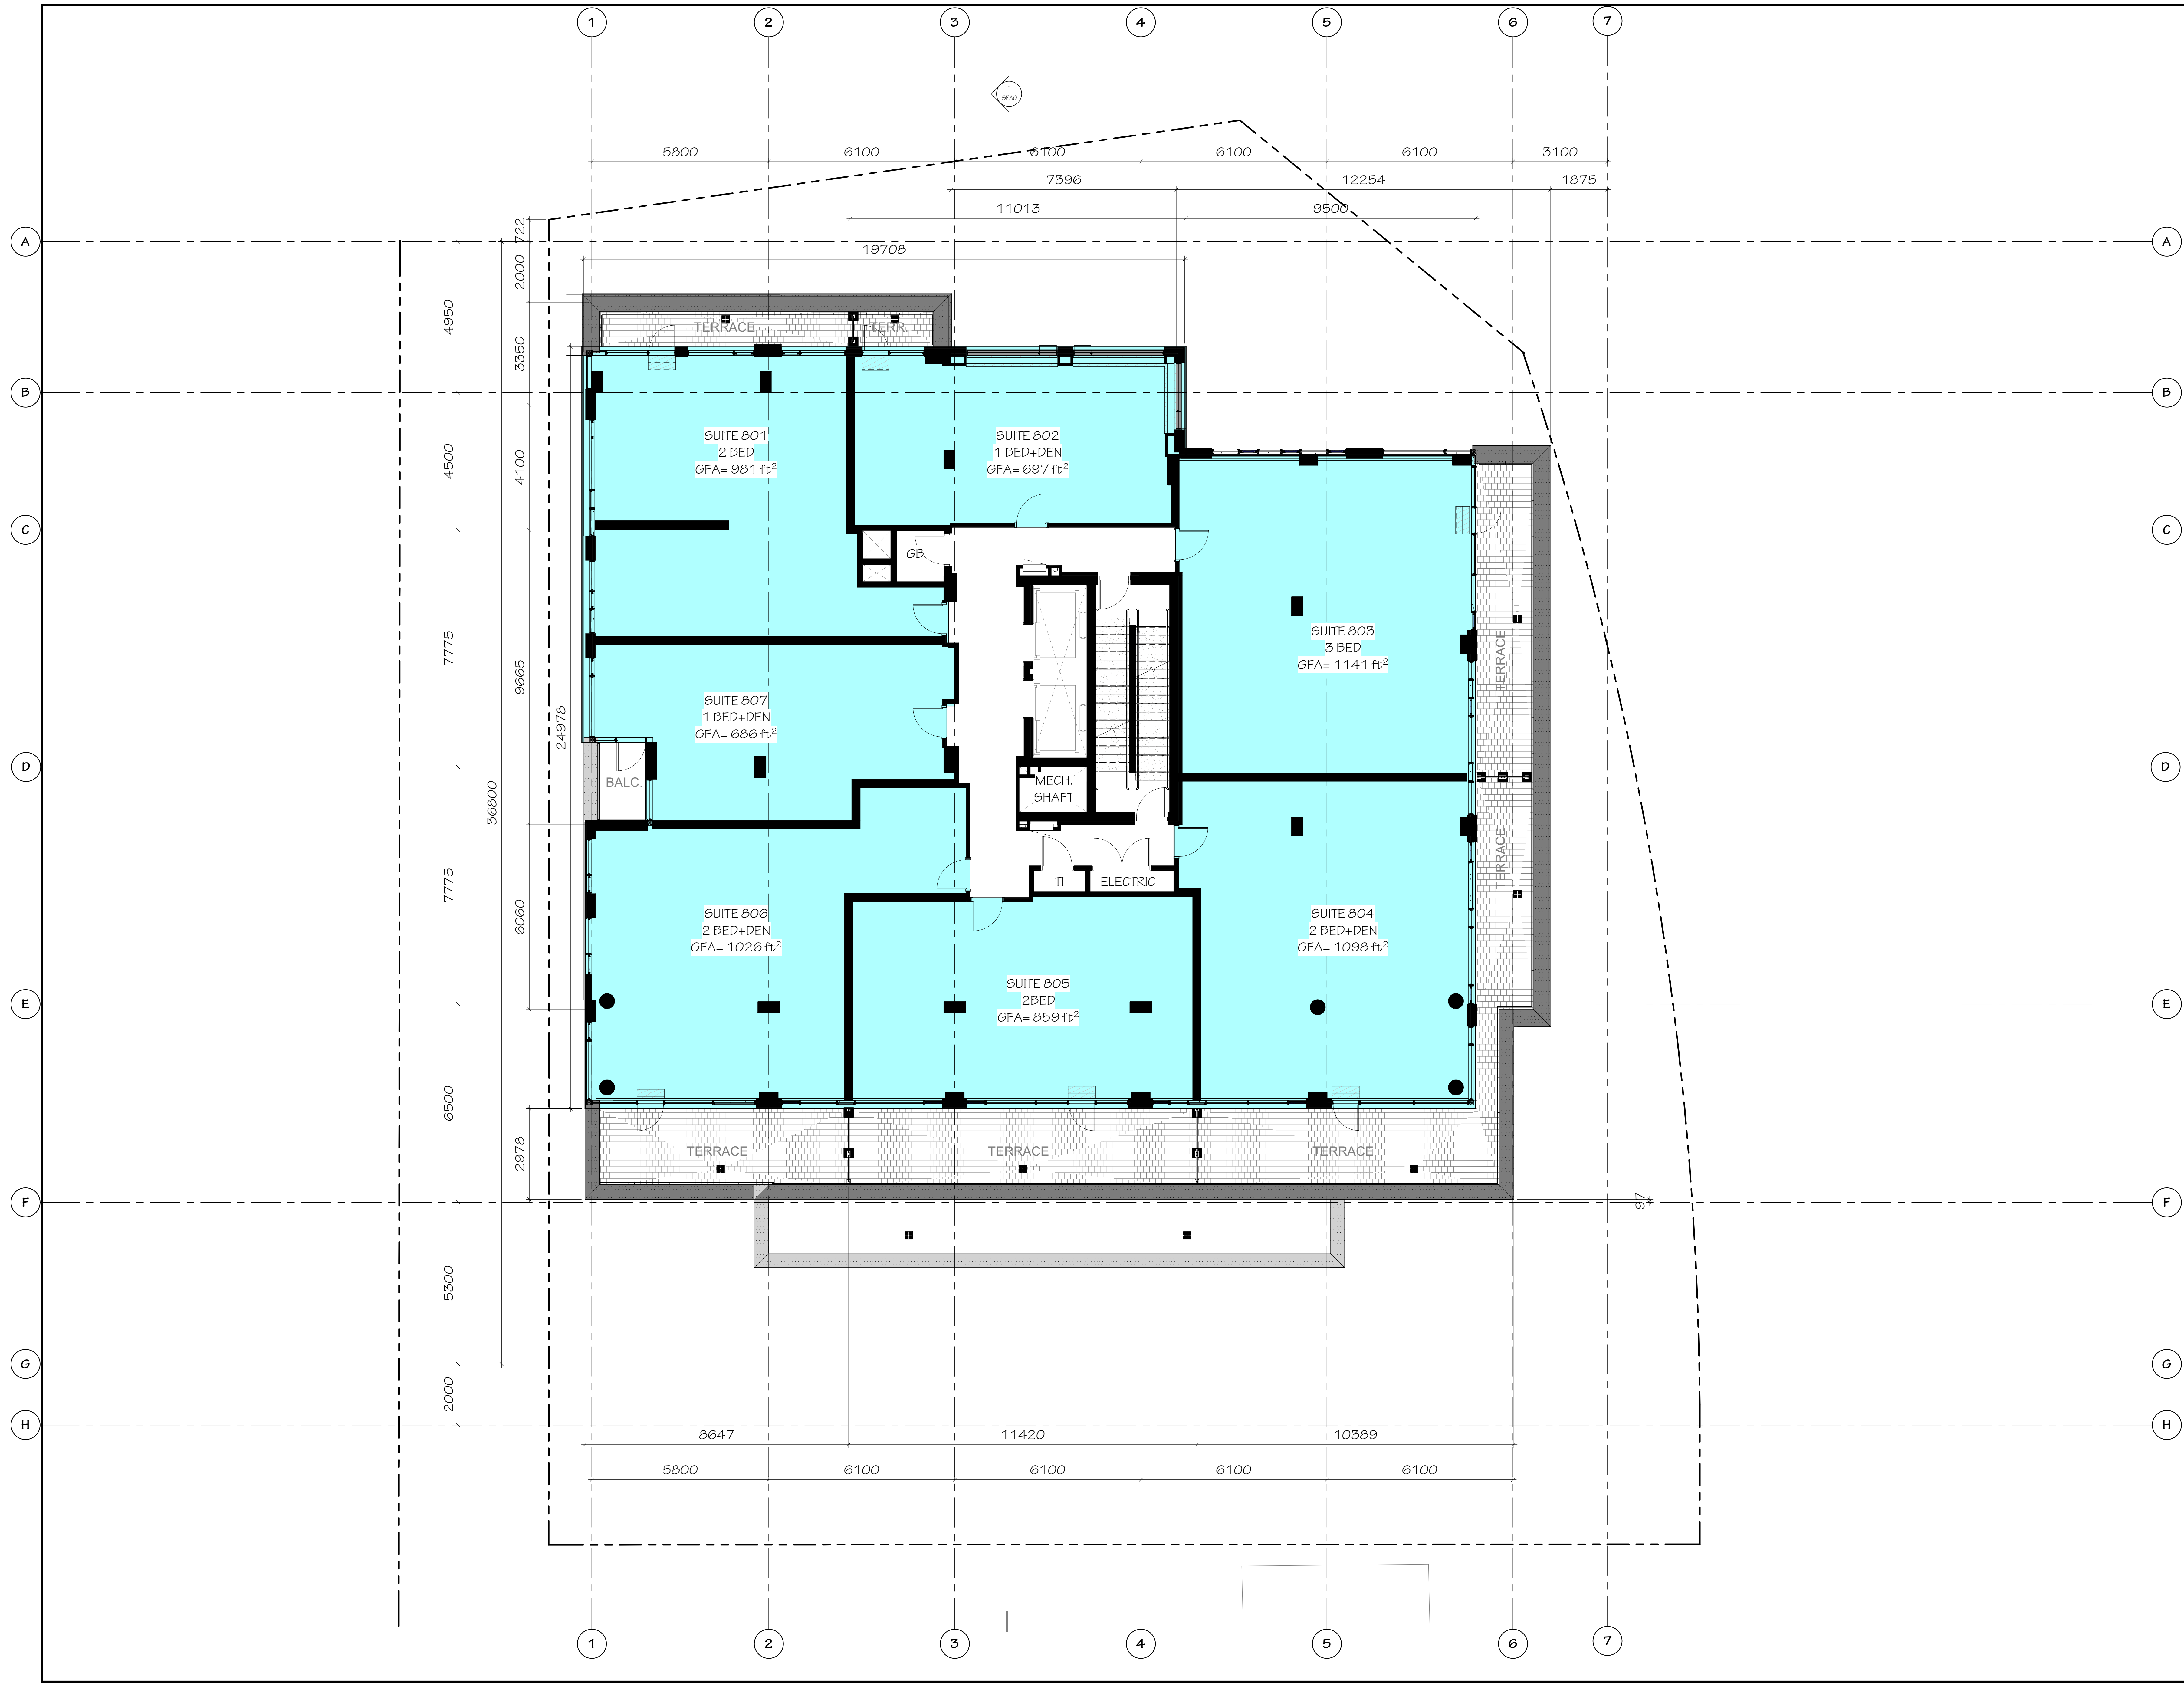 1 2 3 4 5 6 7
1
SPA0
5800 6100 6100 6100 6100 3100
7396 12254 1875
11013 9500
722
A A
19708
2000
4950
TERRACE TERR.
3350
B B
SUITE 801
2 BED
GFA= 981 ft²
SUITE 802
1 BED+DEN
GFA= 697 ft²
4500
4100
C C
GB
SUITE 803
3 BED
GFA= 1141 ft²
TERRACE
7775
9665
24978
SUITE 807
1 BED+DEN
GFA= 686 ft²
D D
BALC.
MECH.
SHAFT
36800
TERRACE
TI ELECTRIC
7775
6060
SUITE 806
2 BED+DEN
GFA= 1026 ft²
SUITE 804
2 BED+DEN
GFA= 1098 ft²
SUITE 805
2BED
GFA= 859 ft²
E E
6500
2978
TERRACE TERRACE TERRACE
F F
97
5300
G G
2000
H H
8647 11420 10389
5800 6100 6100 6100 6100
1 2 3 4 5 6 7